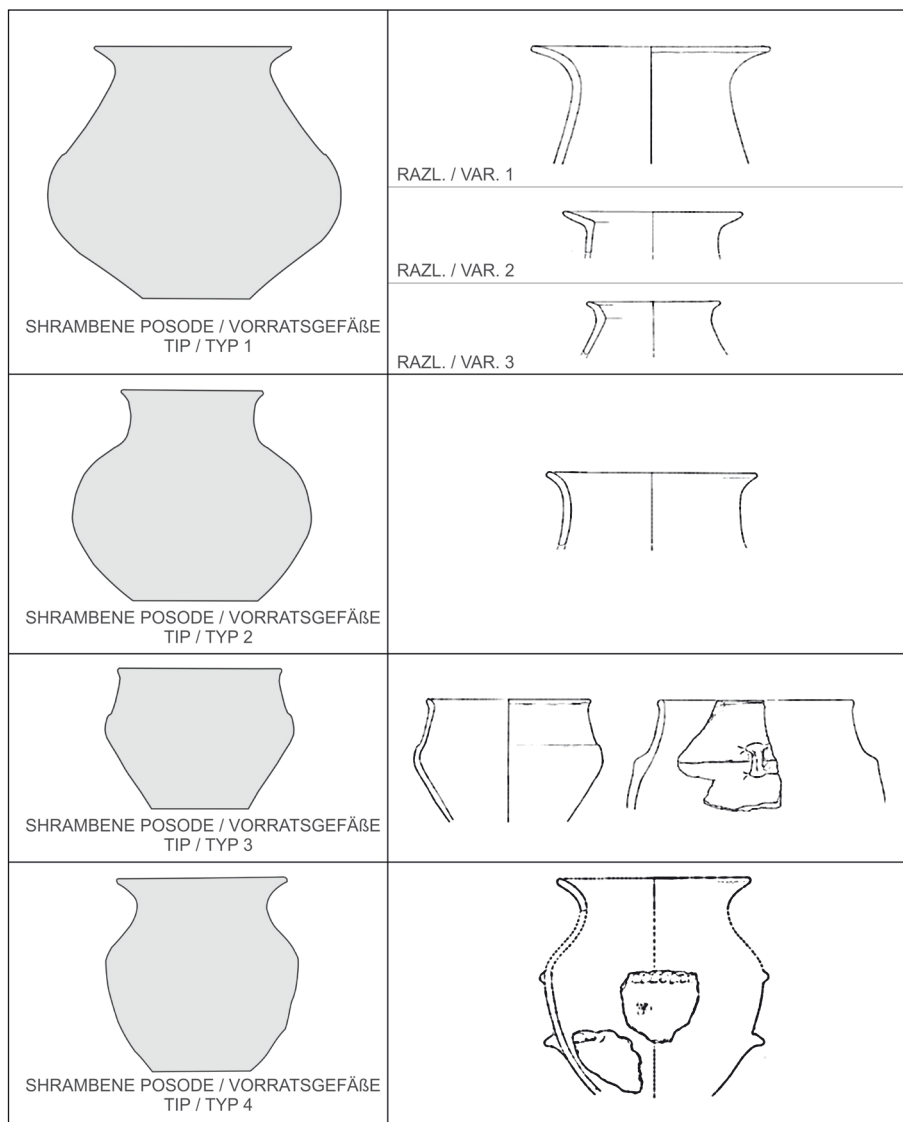 SHRAMBENE POSODE / VORRATSGEFÄßE
TIP / TYP 1
RAZL. / VAR. 1
RAZL. / VAR. 2
RAZL. / VAR. 3
SHRAMBENE POSODE / VORRATSGEFÄßE
TIP / TYP 2
SHRAMBENE POSODE / VORRATSGEFÄßE
TIP / TYP 3
SHRAMBENE POSODE / VORRATSGEFÄßE
TIP / TYP 4